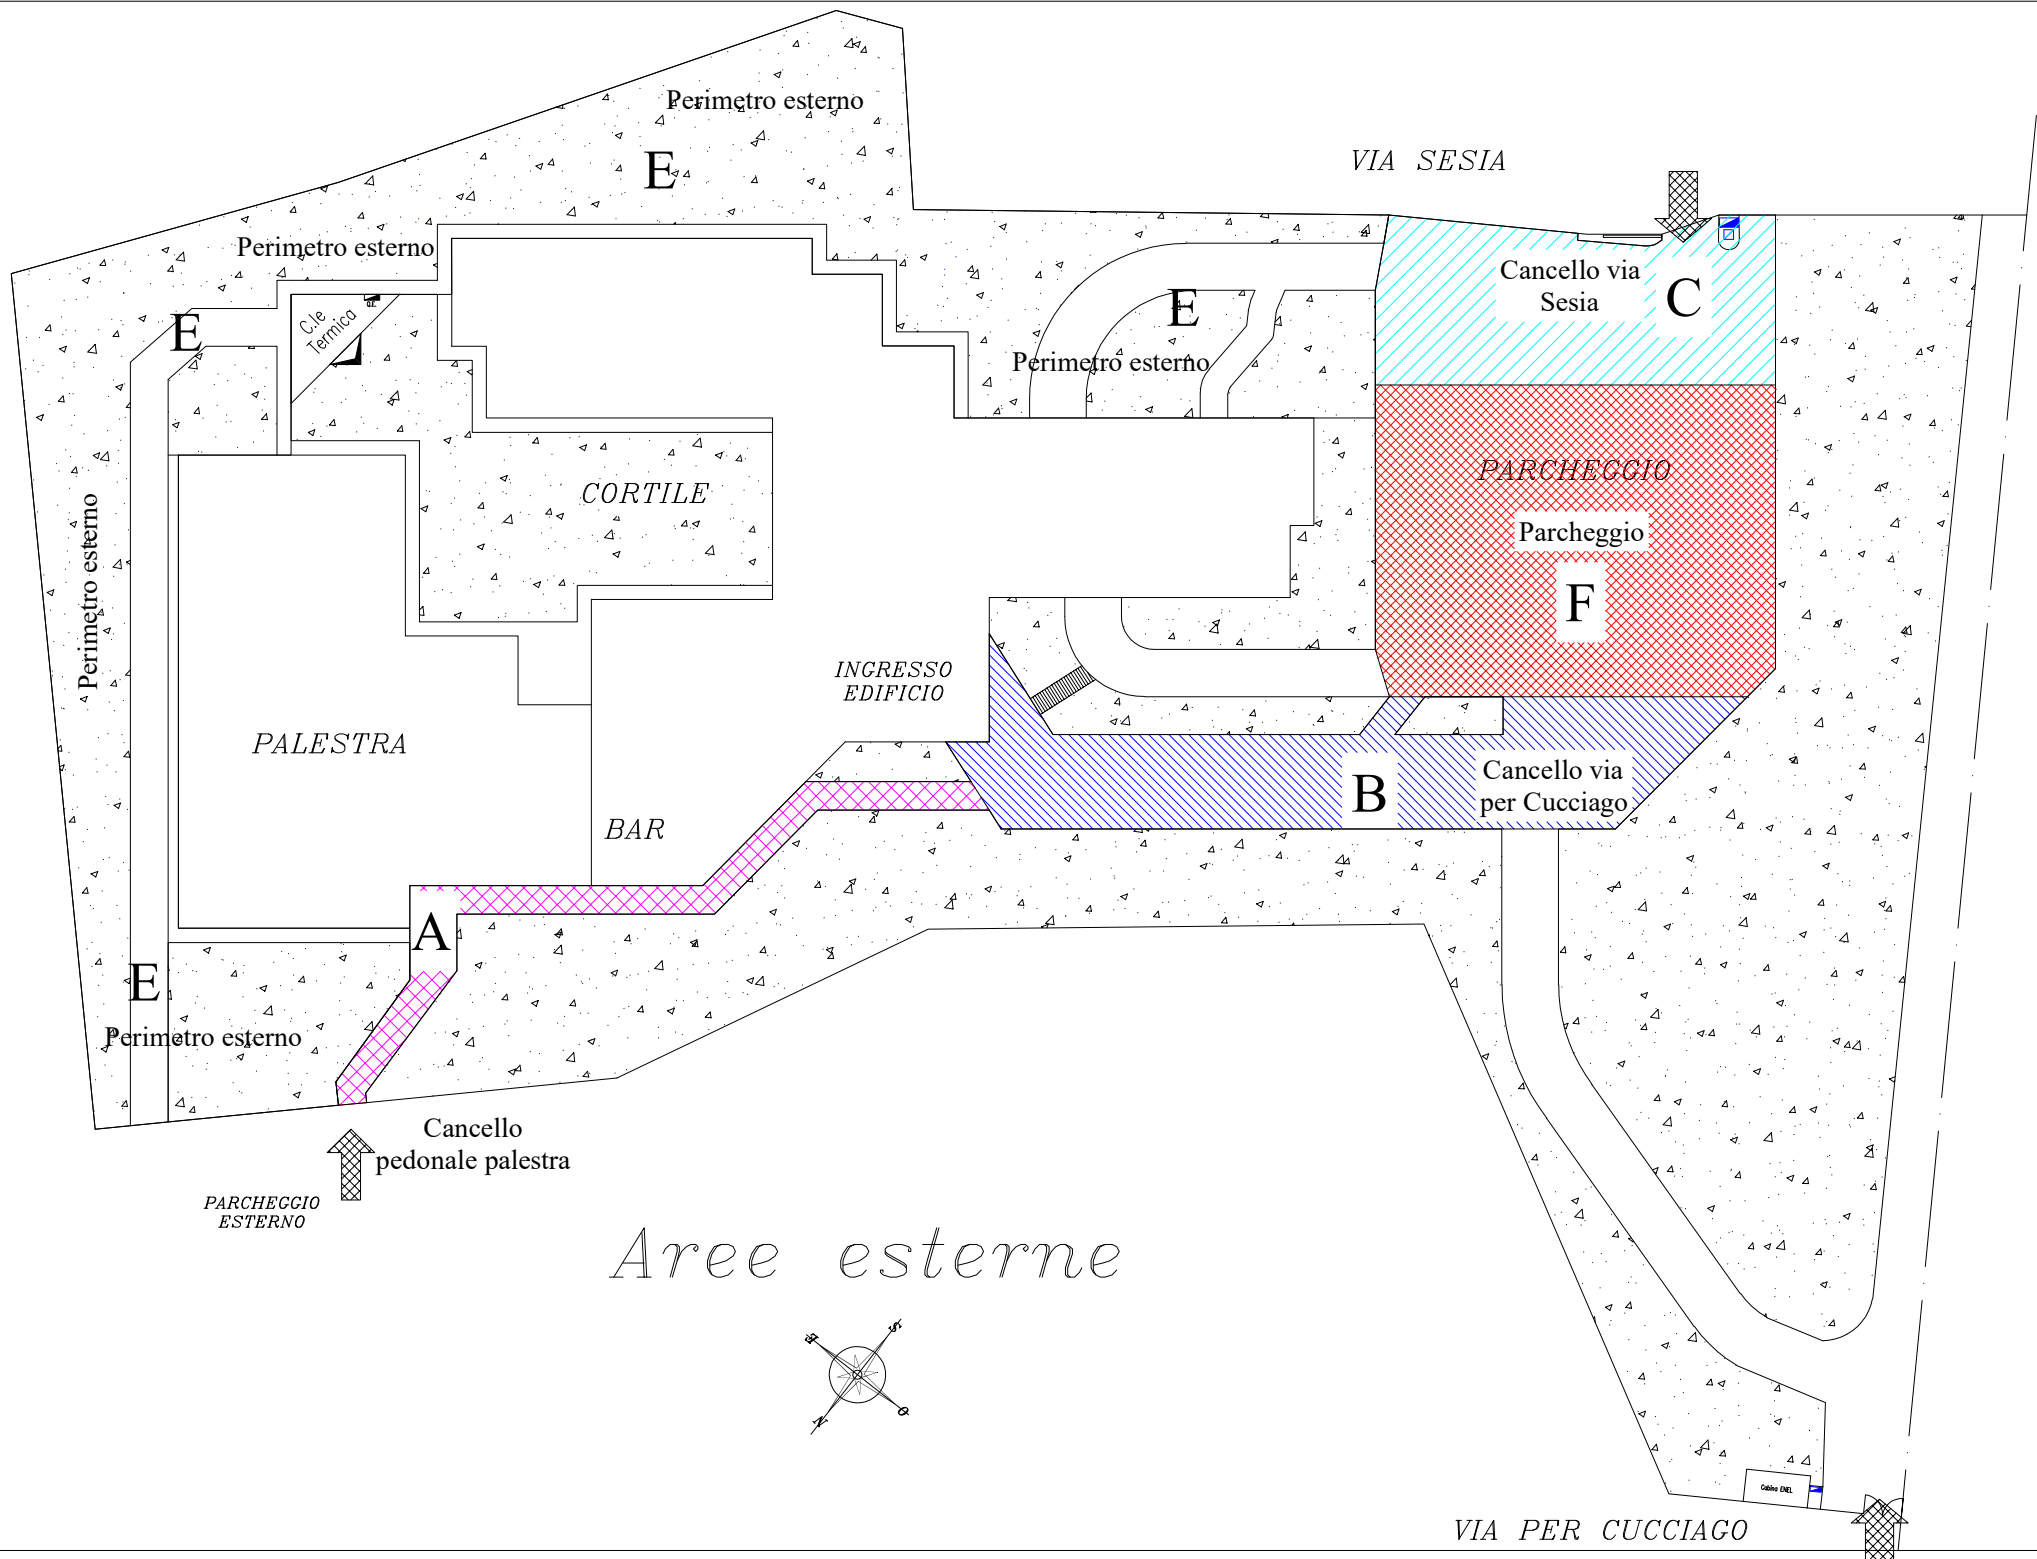 Perimetro esterno
E
VIA SESIA
Perimetro esterno
Cancello via
Sesia
C
E
C.le
Termica
Q.E.
E
Perimetro esterno
PARCHEGGIO
Parcheggio
F
CORTILE
Perimetro esterno
INGRESSO
EDIFICIO
PALESTRA
BAR
B
Cancello via
per Cucciago
A
E
Perimetro esterno
Cancello
pedonale palestra
PARCHEGGIO
ESTERNO
Aree esterne
E
S
N
O
Cabina ENEL
VIA PER CUCCIAGO